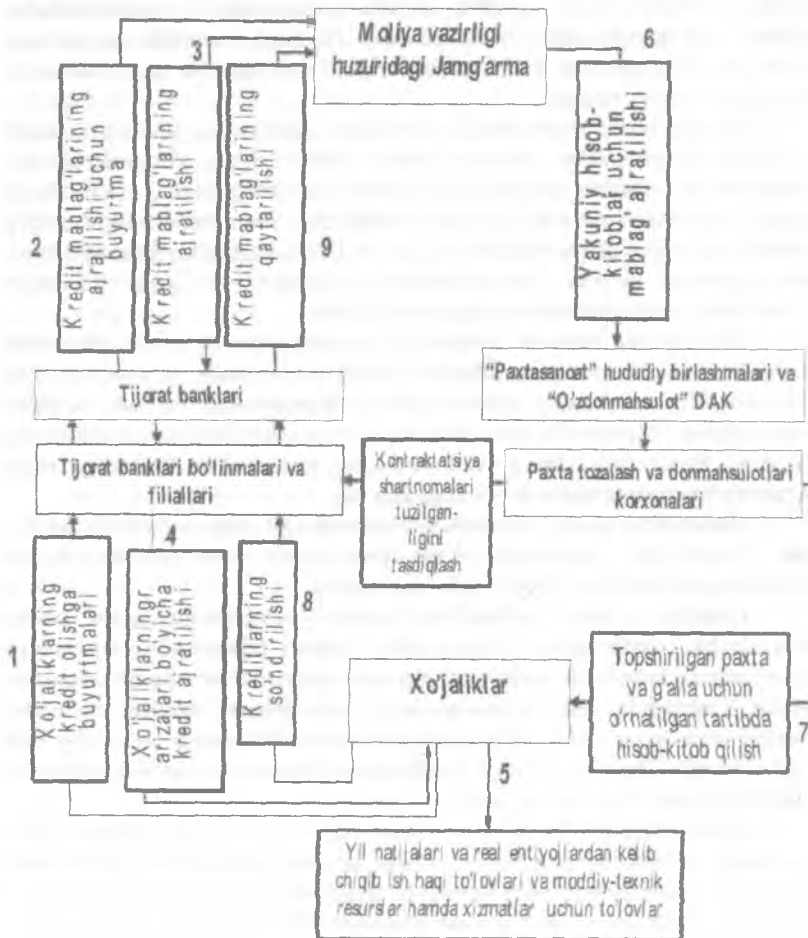 Moliya vazirligi
huzuridagi Jamg'arma
3
6
2
Kredit mablag'larining
ajratilish uchun
buyurtma
Kredit mablag'larining
ajratilishi
Kredit mablag'larining
qaytarilishi
9
Yakuniy hisob-
kitoblar uchun
mablag' ajratilishi
Tijorat banklari
"Paxtasanoat" hududiy birlashmalari va
"O'zdonmahsulot" DAK
Tijorat banklari bo'linmalari va
filiallari
Kontraktatsiya
shartnomalari
tuzilgan-
ligini
tasdiqlash
Paxta tozalash va donmahsulotlari
korxonalari
1
Xo'jaliklarning
kredit olishga
buyurtmalari
4
Xo'jaliklarningr
arizalari bo'yicha
kredit ajratilishi
Kreditlarning
so'ndirilishi
8
Xo'jaliklar
Topshirilgan paxta
va g'alla uchun
o'rnatilgan tartibda
hisob-kitob qilish
7
5
Yil natijalari va real entiyojlardan kelib
chiqib ish haqi to'lovlari va moddiy-texnik
resurslar hamda xizmatlar uchun to'lovlar